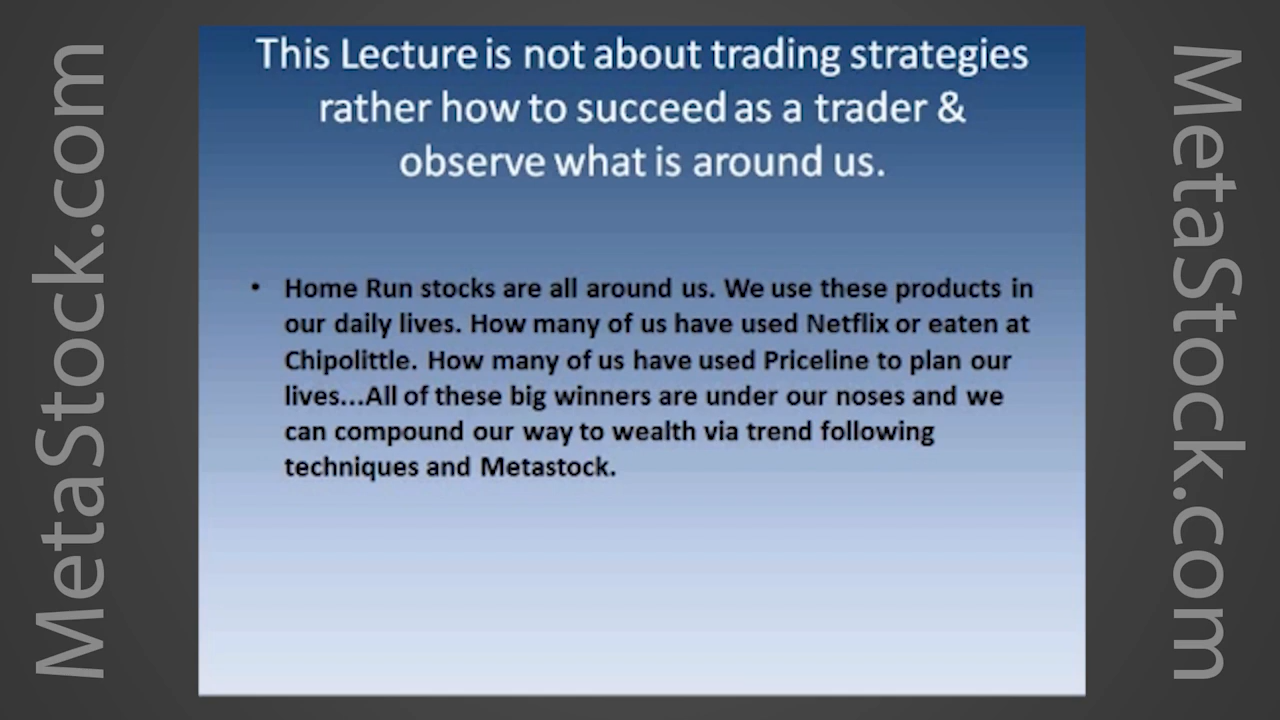 MetaStock.com
This Lecture is not about trading strategies
rather how to succeed as a trader &
observe what is around us.
• Home Run stocks are all around us. We use these products in
our daily lives. How many of us have used Netflix or eaten at
Chipolittle. How many of us have used Priceline to plan our
lives...All of these big winners are under our noses and we
can compound our way to wealth via trend following
techniques and Metastock.
MetaStock.com